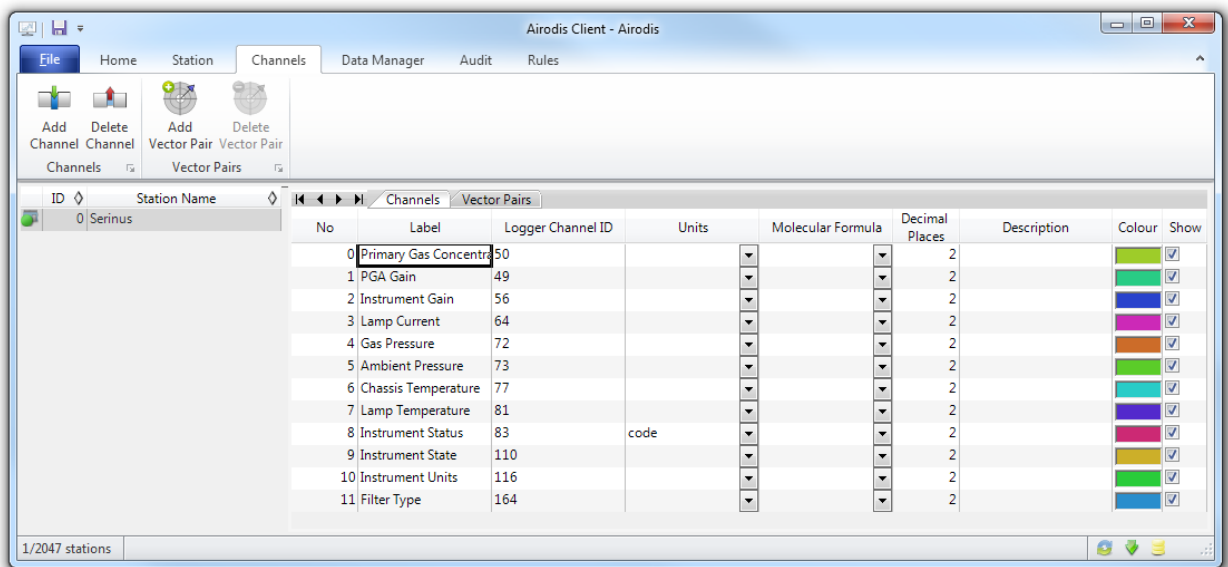 Airodis Client - Airodis
File Home Station Channels Data Manager Audit Rules
Add Channel Delete Channel Add Vector Pair Delete Vector Pair
Channels Vector Pairs
ID Station Name
0 Serinus
Channels Vector Pairs
No Label Logger Channel ID Units Molecular Formula Decimal Places Description Colour Show
0 Primary Gas Concentra 50 2
1 PGA Gain 49 2
2 Instrument Gain 56 2
3 Lamp Current 64 2
4 Gas Pressure 72 2
5 Ambient Pressure 73 2
6 Chassis Temperature 77 2
7 Lamp Temperature 81 2
8 Instrument Status 83 code 2
9 Instrument State 110 2
10 Instrument Units 116 2
11 Filter Type 164 2
1/2047 stations